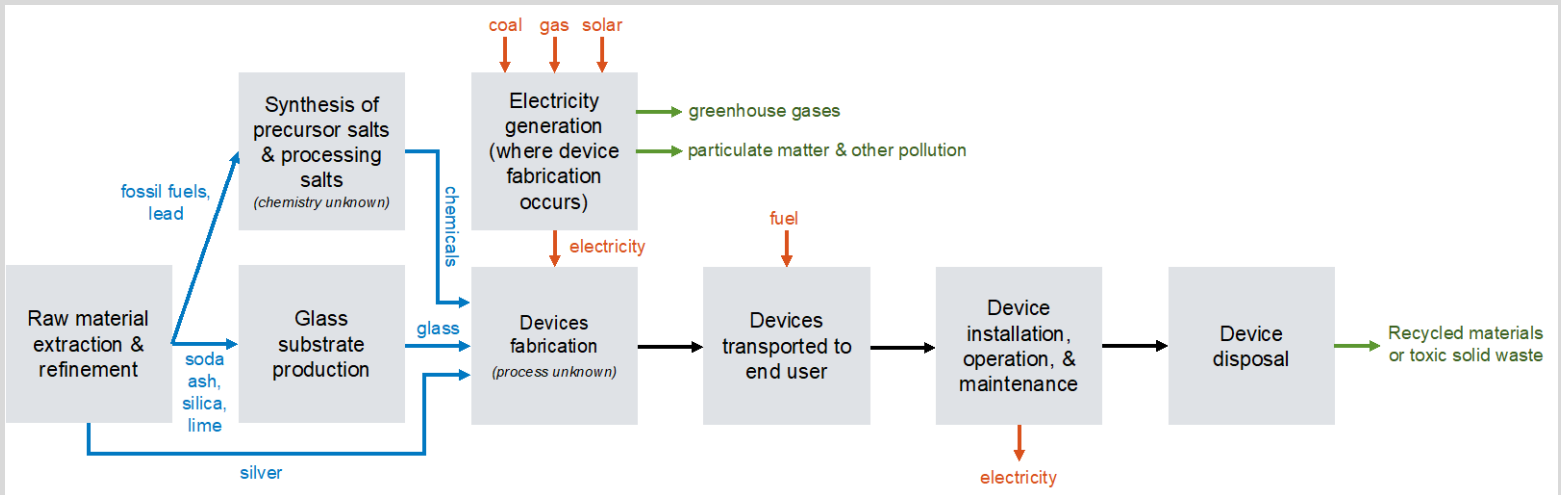 coal gas solar
Synthesis of
precursor salts
& processing
salts
(chemistry unknown)
Electricity
generation
(where device
fabrication
occurs)
greenhouse gases
particulate matter & other pollution
fossil fuels,
lead
chemicals
electricity
fuel
Raw material
extraction &
refinement
soda
ash,
silica,
lime
Glass
substrate
production
glass
Devices
fabrication
(process unknown)
Devices
transported to
end user
Device
installation,
operation, &
maintenance
Device
disposal
Recycled materials
or toxic solid waste
silver
electricity